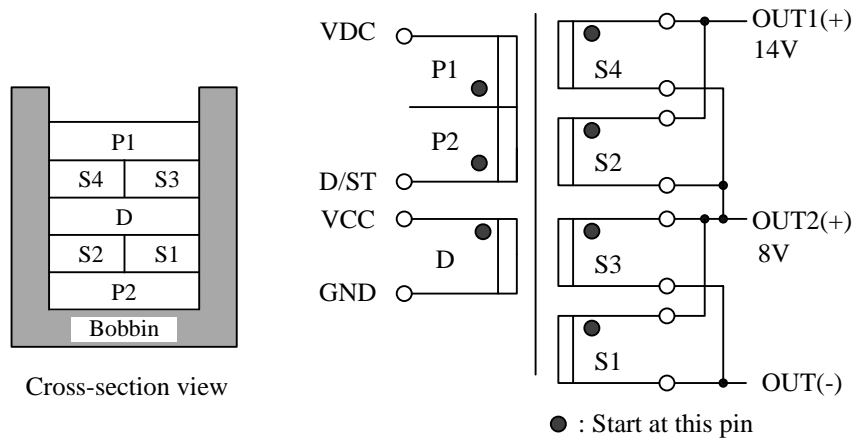 P1
S4 S3
D
S2 S1
P2
Bobbin
Cross-section view
VDC
P1
P2
D/ST
VCC
D
GND
S4
S2
S3
S1
OUT1(+)
14V
OUT2(+)
8V
OUT(-)
: Start at this pin